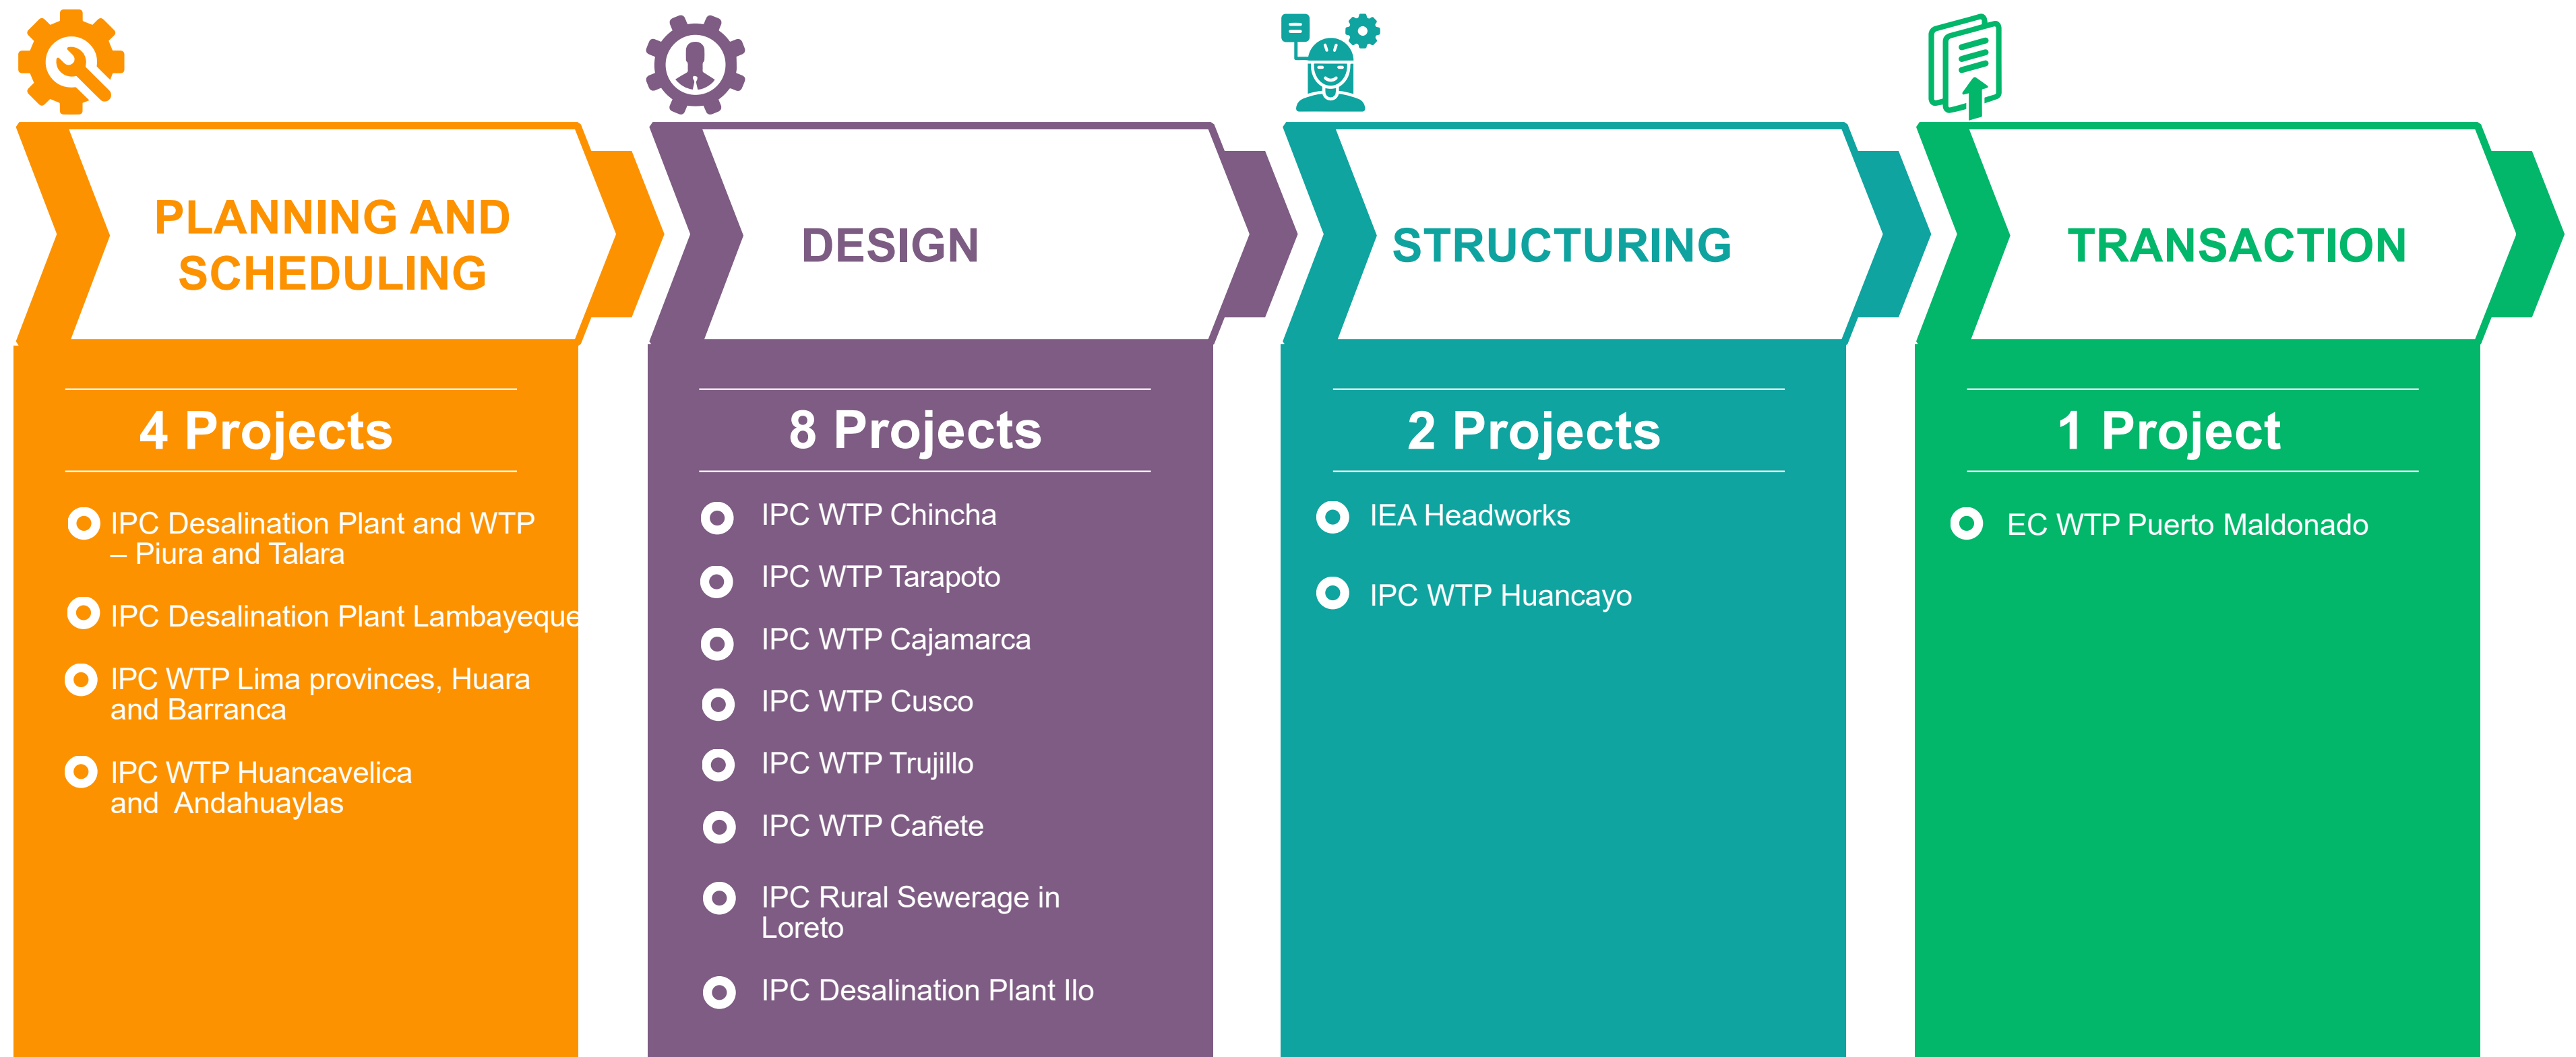 PLANNING AND
SCHEDULING
4 Projects
IPC Desalination Plant and WTP
– Piura and Talara
IPC Desalination Plant Lambayeque
IPC WTP Lima provinces, Huara
and Barranca
IPC WTP Huancavelica
and Andahuaylas
DESIGN
8 Projects
IPC WTP Chincha
IPC WTP Tarapoto
IPC WTP Cajamarca
IPC WTP Cusco
IPC WTP Trujillo
IPC WTP Cañete
IPC Rural Sewerage in
Loreto
IPC Desalination Plant Ilo
STRUCTURING
2 Projects
IEA Headworks
IPC WTP Huancayo
TRANSACTION
1 Project
EC WTP Puerto Maldonado